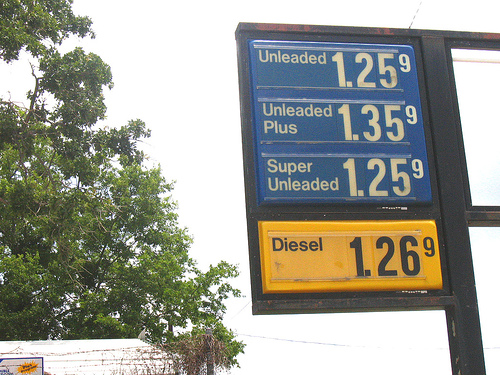 Unleaded 1.25 9
Unleaded
Plus 1.35 9
Super
Unleaded 1.25 9
Diesel 1.26 9